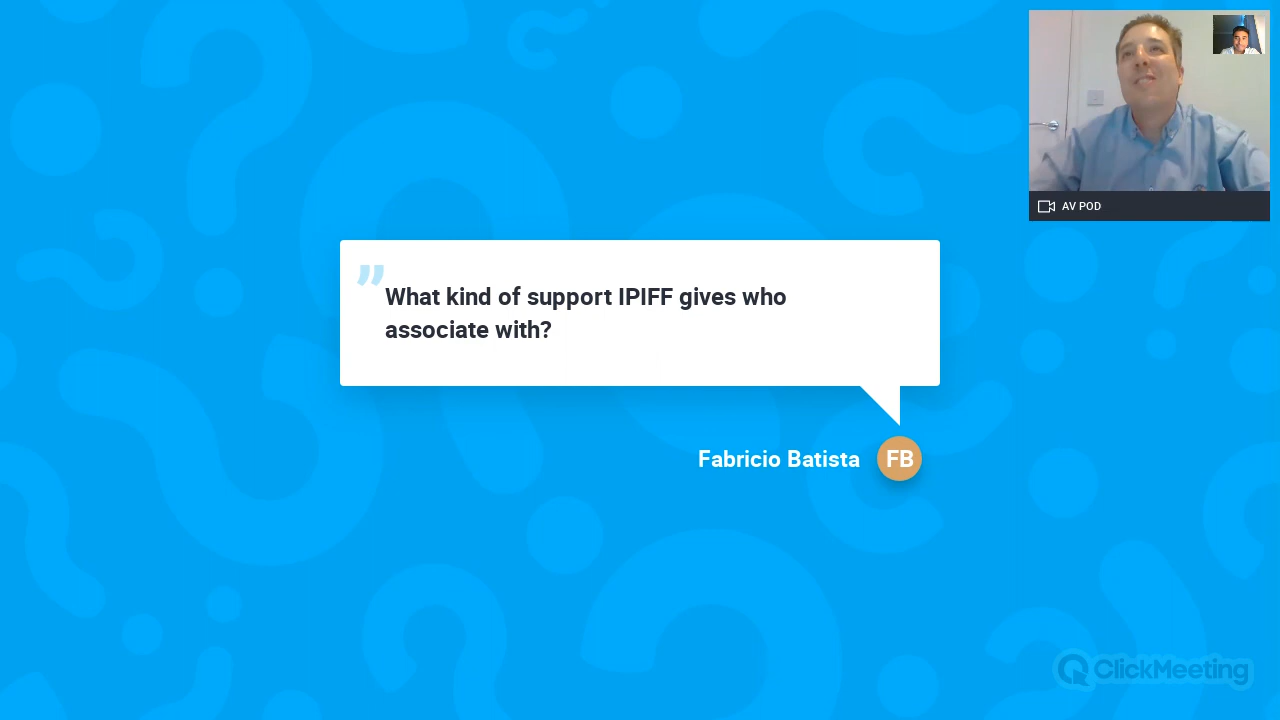 AV POD
What kind of support IPIFF gives who
associate with?
Fabricio Batista
FB
ClickMeeting